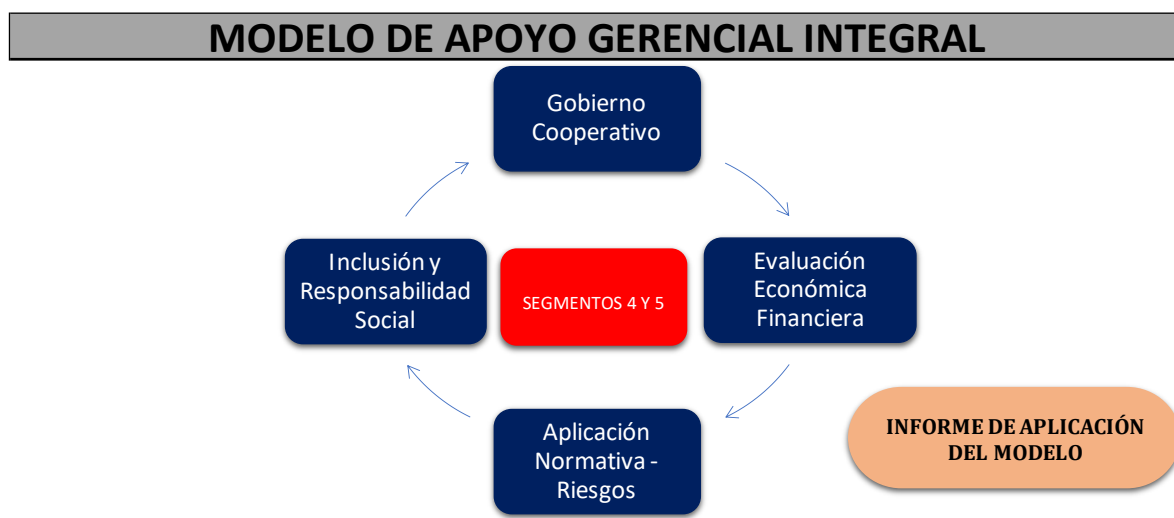 MODELO DE APOYO GERENCIAL INTEGRAL
Gobierno
Cooperativo
Inclusión y
Responsabilidad
Social
SEGMENTOS 4 Y 5
Evaluación
Económica
Financiera
Aplicación
Normativa -
Riesgos
INFORME DE APLICACIÓN
DEL MODELO